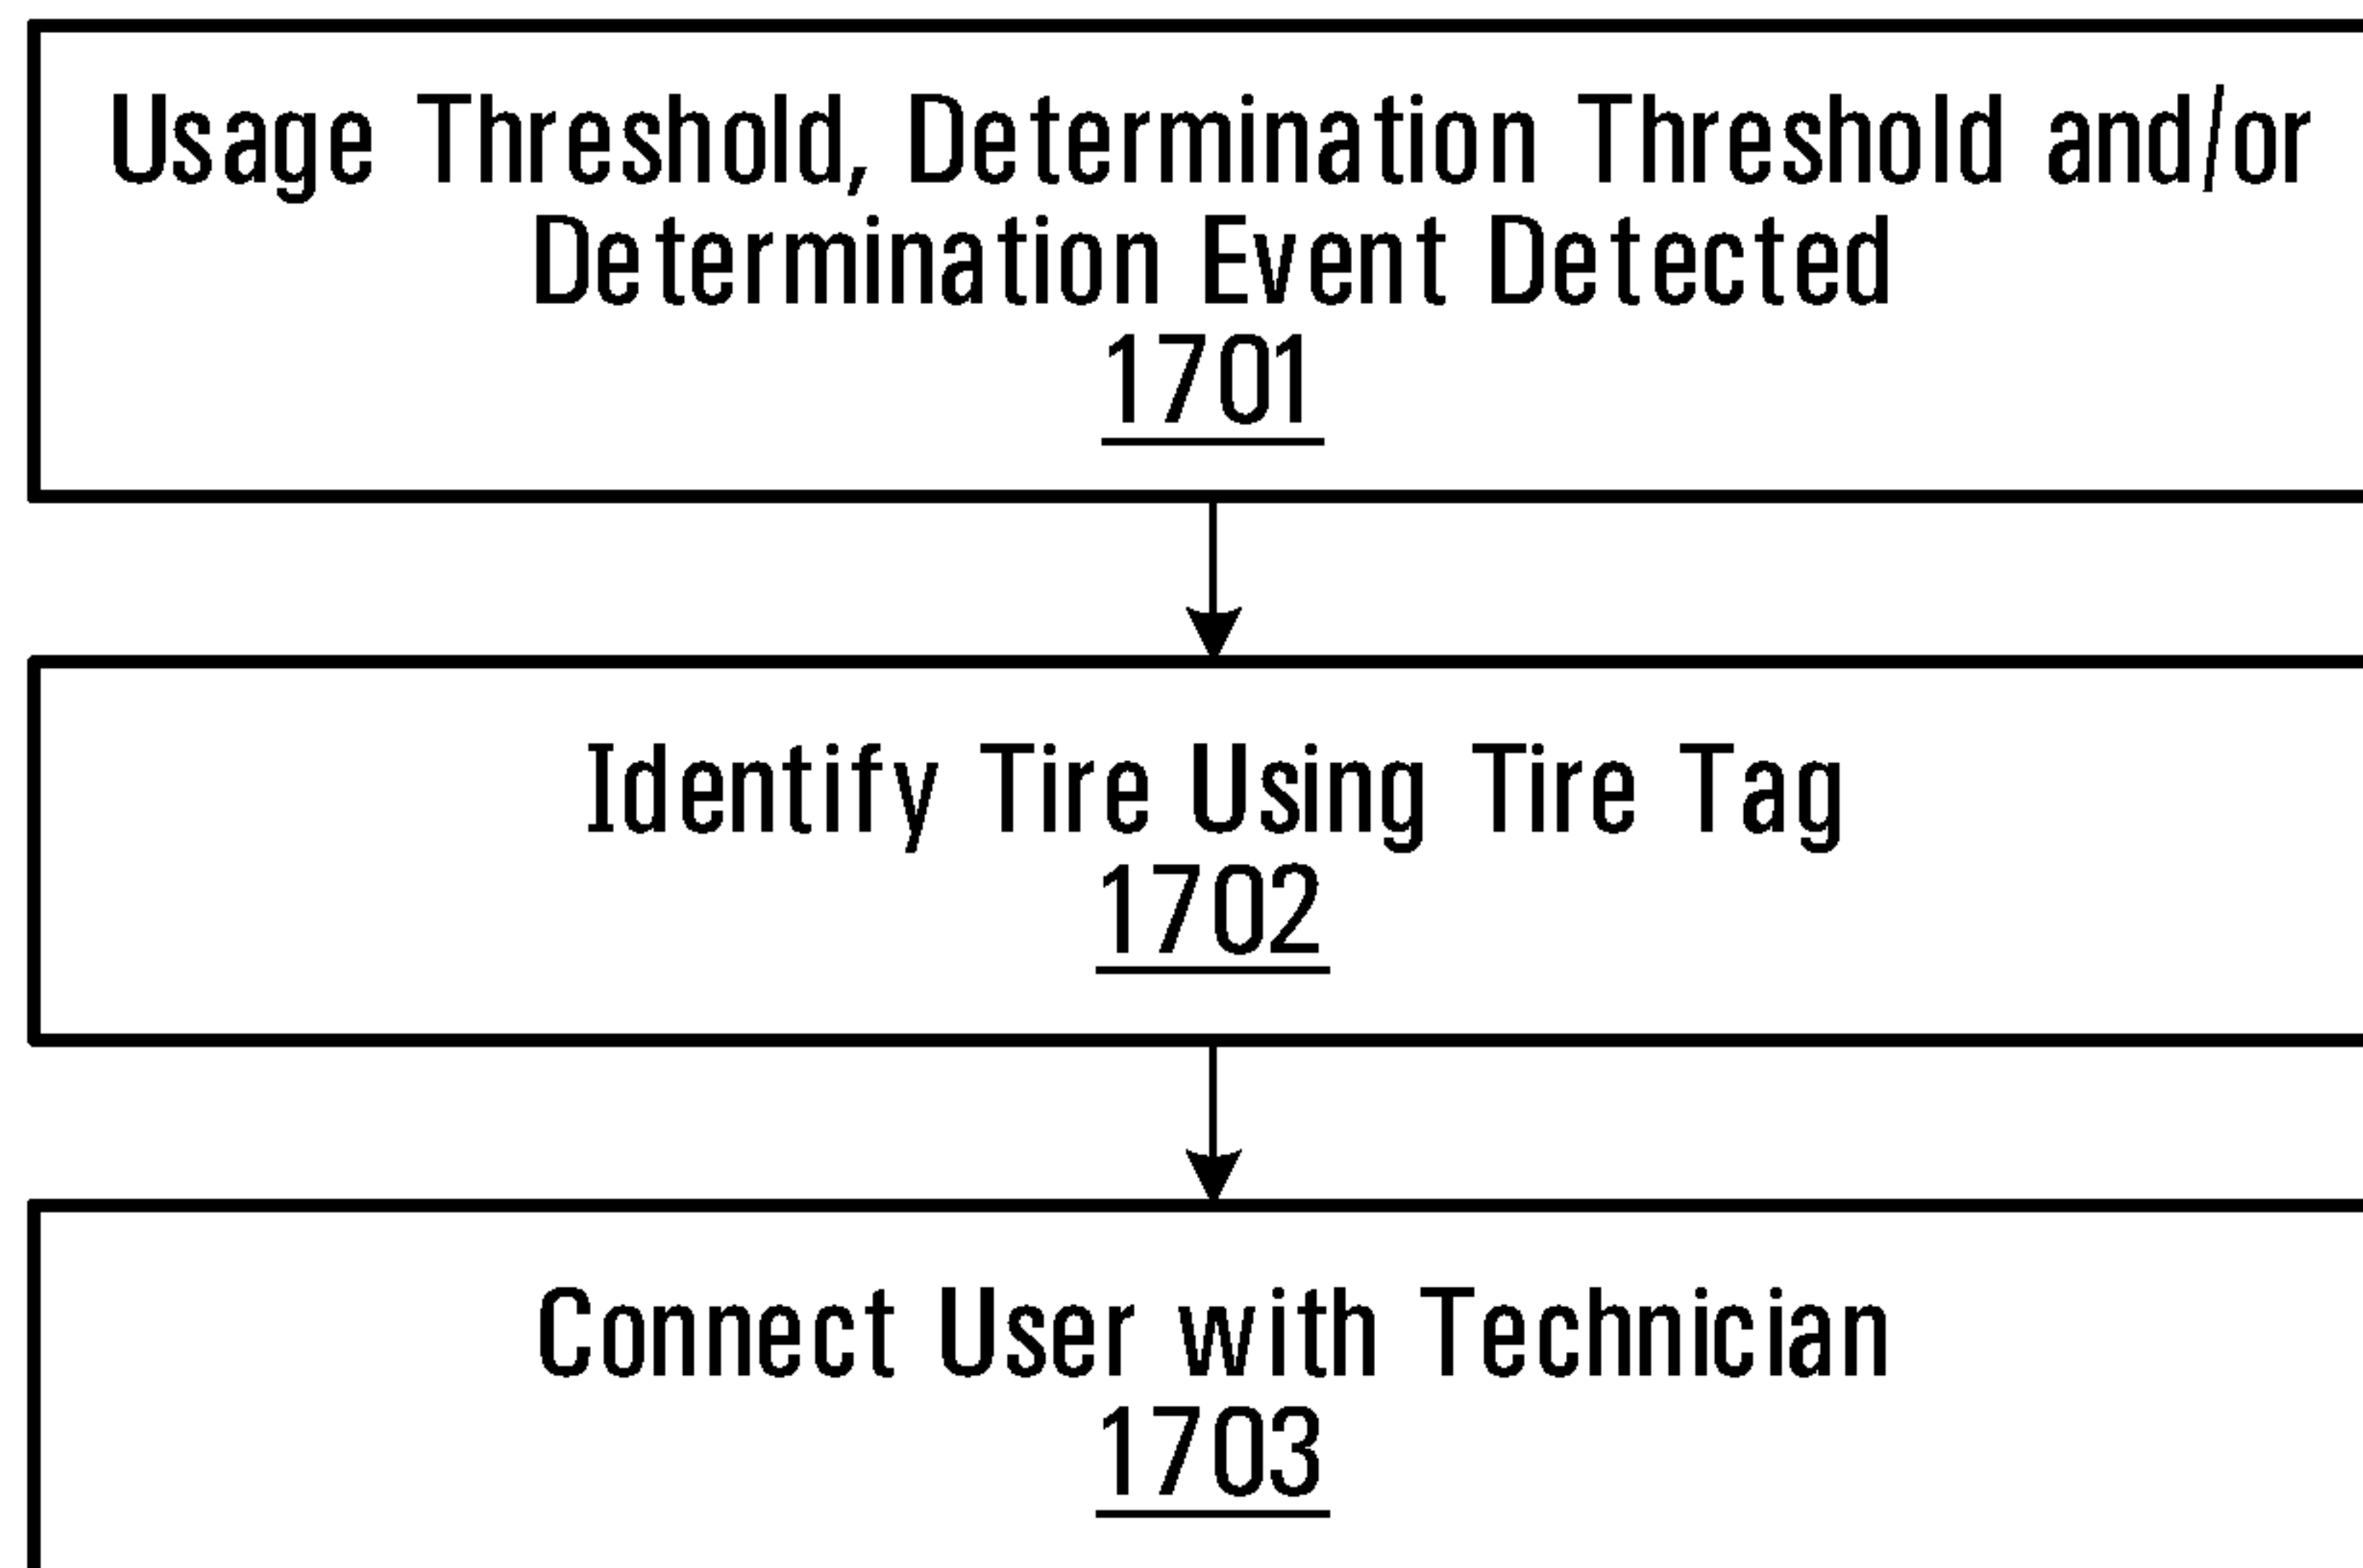 Usage Threshold, Determination Threshold and/or
Determination Event Detected
1701
Identify Tire Using Tire Tag
1702
Connect User with Technician
1703